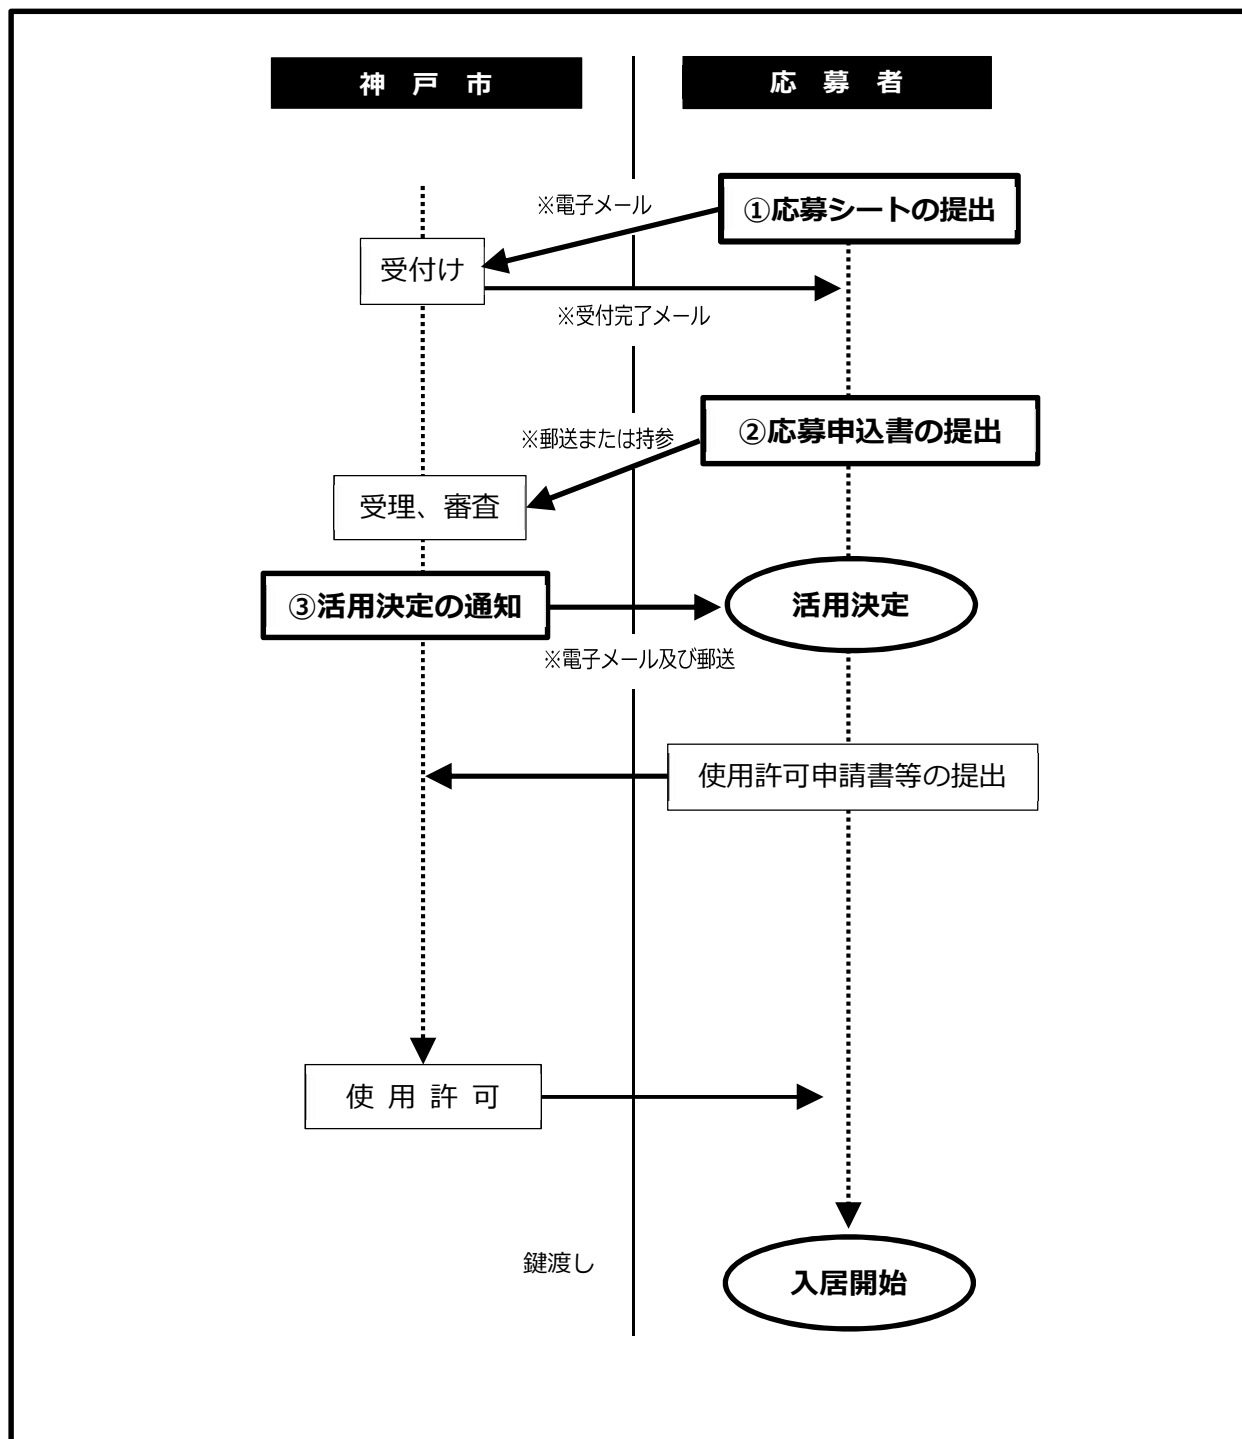 神 戸 市
応 募 者
①応募シートの提出
※電子メール
受付け
※受付完了メール
②応募申込書の提出
※郵送または持参
受理、審査
③活用決定の通知
活用決定
※電子メール及び郵送
使用許可申請書等の提出
使 用 許 可
鍵渡し
入居開始